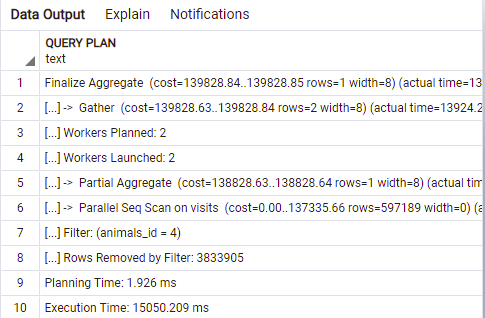 Data Output Explain Notifications
QUERY PLAN
text
1 Finalize Aggregate (cost=139828.84..139828.85 rows=1 width=8) (actual time=13
2 [...] -> Gather (cost=139828.63..139828.84 rows=2 width=8) (actual time=13924.2
3 [...] Workers Planned: 2
4 [...] Workers Launched: 2
5 [...] -> Partial Aggregate (cost=138828.63..138828.64 rows=1 width=8) (actual tim
6 [...] -> Parallel Seq Scan on visits (cost=0.00..137335.66 rows=597189 width=0) (a
7 [...] Filter: (animals_id = 4)
8 [...] Rows Removed by Filter: 3833905
9 Planning Time: 1.926 ms
10 Execution Time: 15050.209 ms